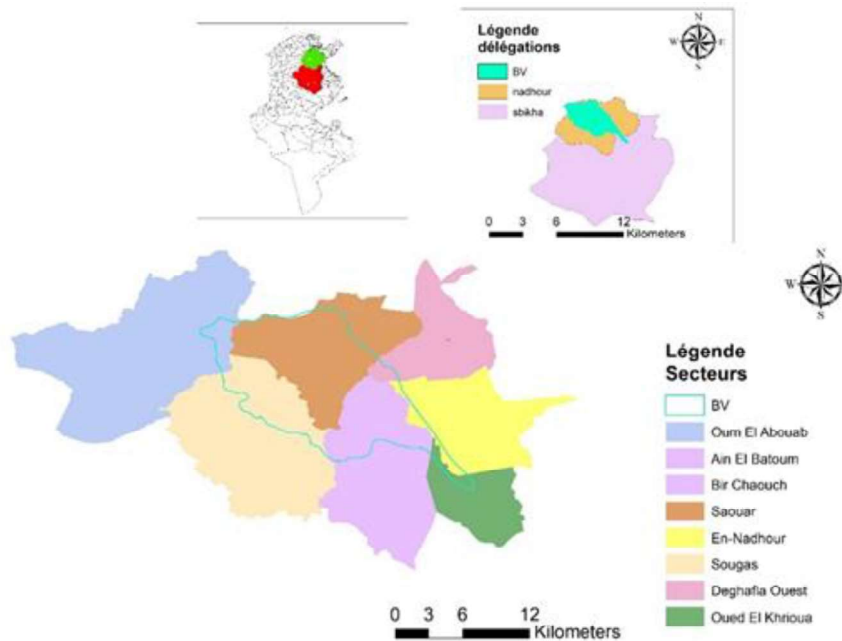 Légende
délégations
BV
nadhour
sbikha
N
W
E
S
0 3 6 12
Kilometers
N
W
S
Légende
Secteurs
BV
Oum El Abouab
Ain El Batoum
Bir Chaouch
Saouar
En-Nadhour
Sougas
Deghafla Ouest
Oued El Khrioua
0 3 6 12
Kilometers